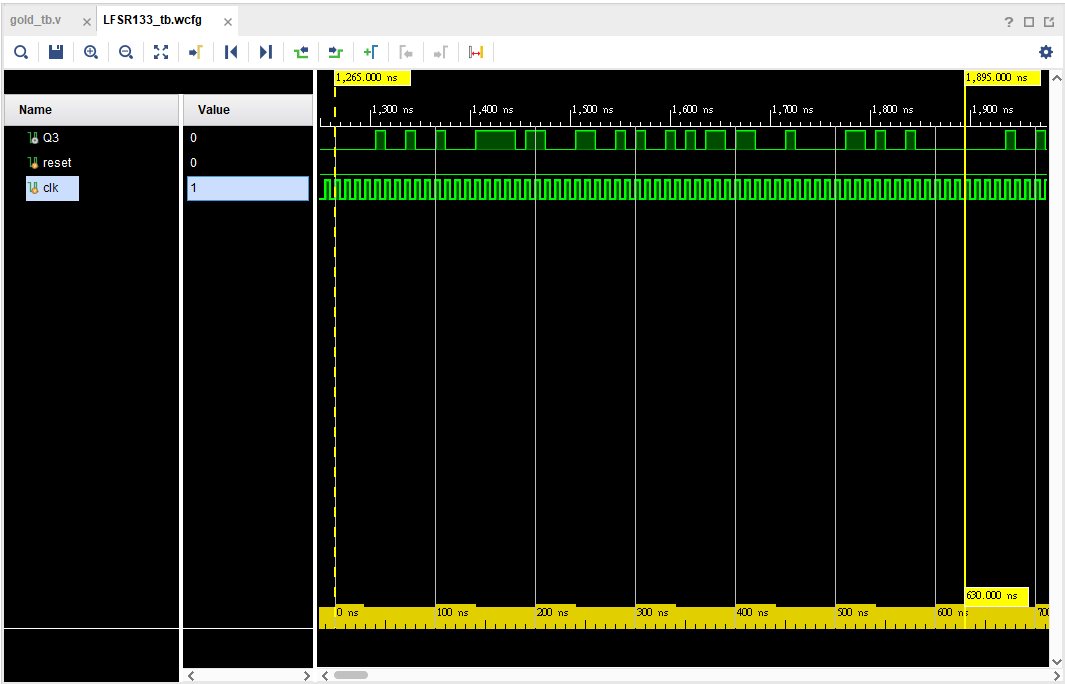 gold_tb.v × LFSR133_tb.wcfg ×
?
1,265.000 ns 1,895.000 ns
Name Value
1,300 ns 1,400 ns 1,500 ns 1,600 ns 1,700 ns 1,800 ns 1,900 ns
Q3 0
reset 0
clk 1
630.000 ns
0 ns 100 ns 200 ns 300 ns 400 ns 500 ns 600 ns